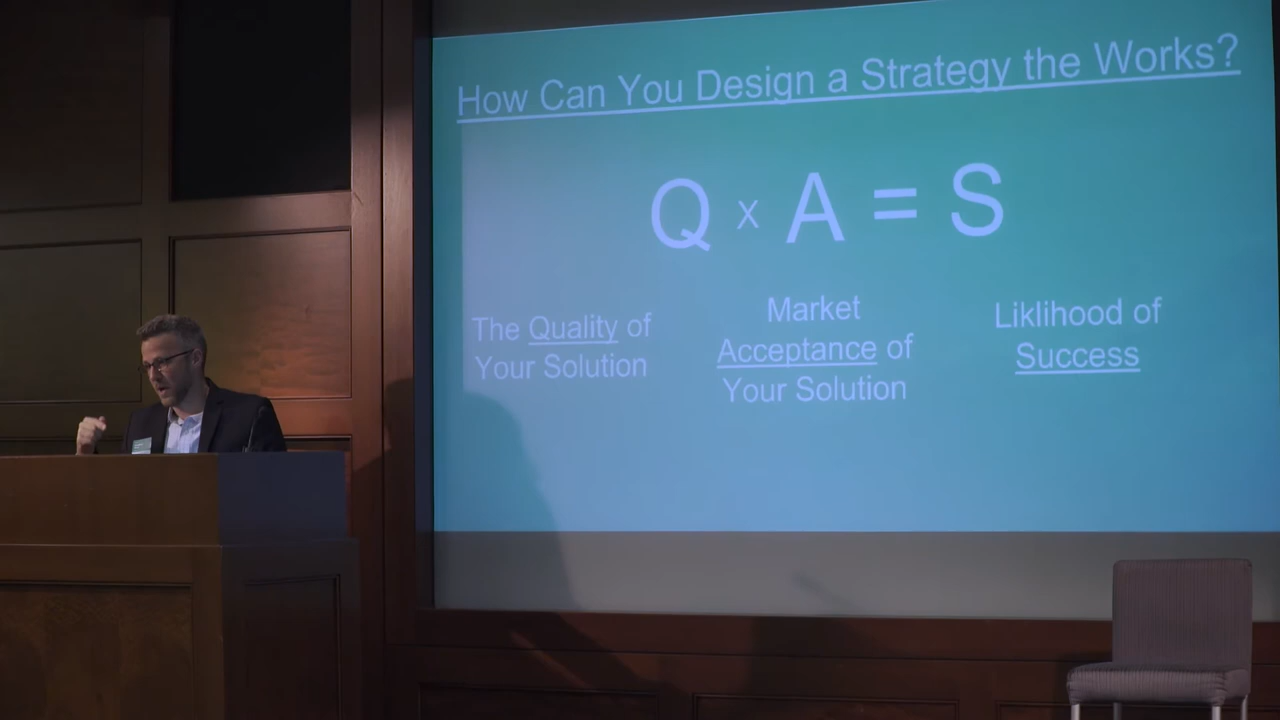 How Can You Design a Strategy the Works?
Q x A = S
The Quality of
Your Solution
Market
Acceptance of
Your Solution
Liklihood of
Success